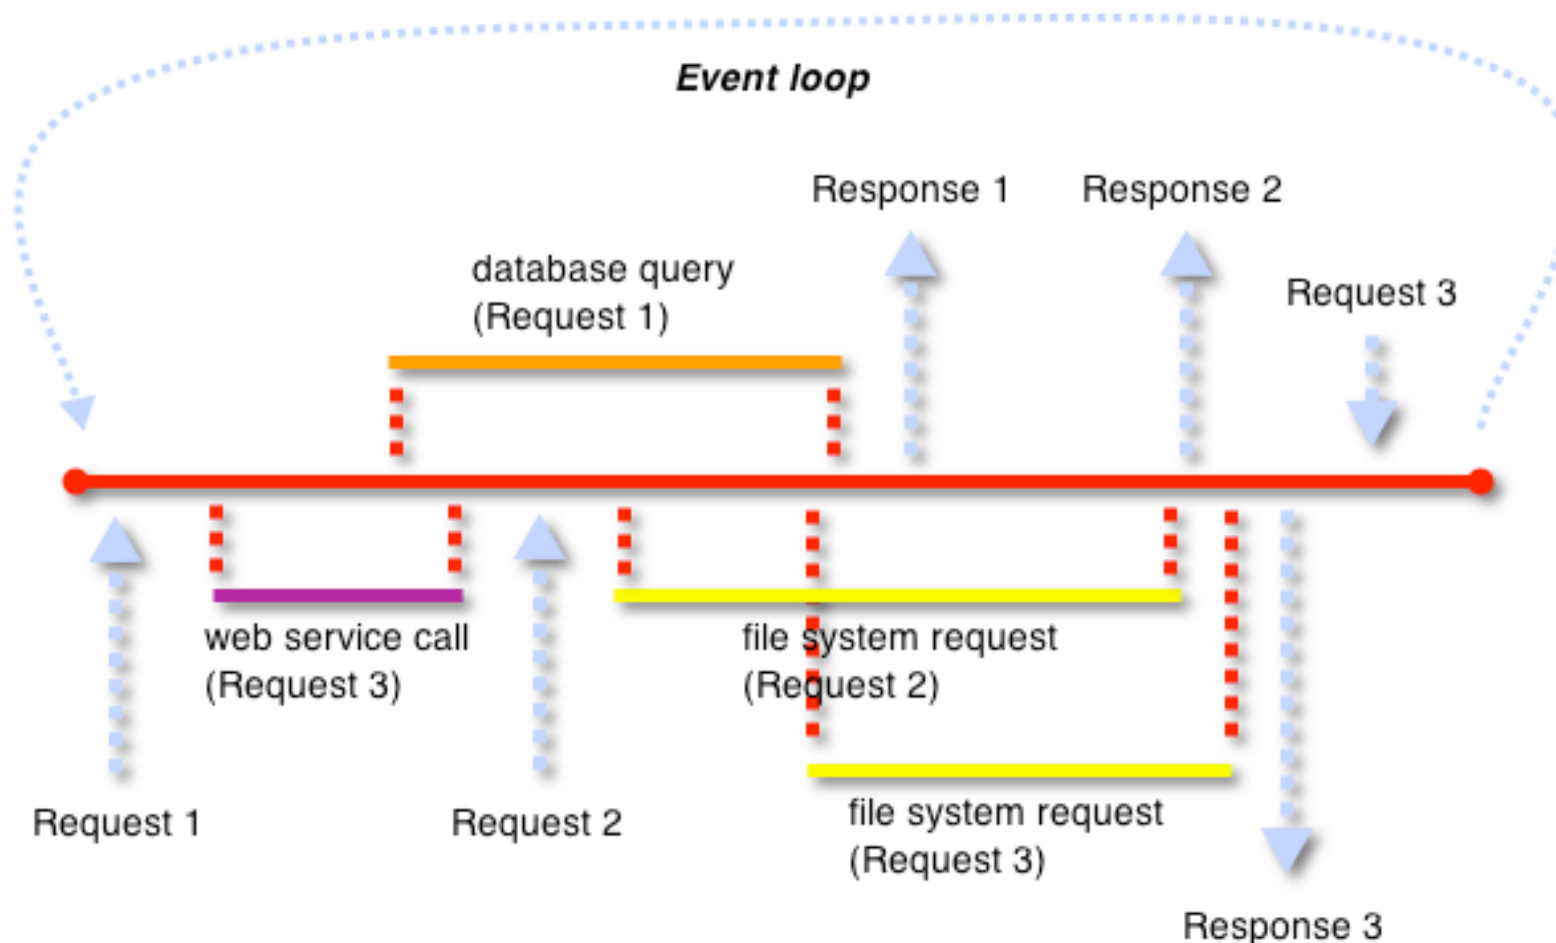 Event loop
Response 1
Response 2
database query
(Request 1)
Request 3
web service call
(Request 3)
file system request
(Request 2)
Request 1
Request 2
file system request
(Request 3)
Response 3